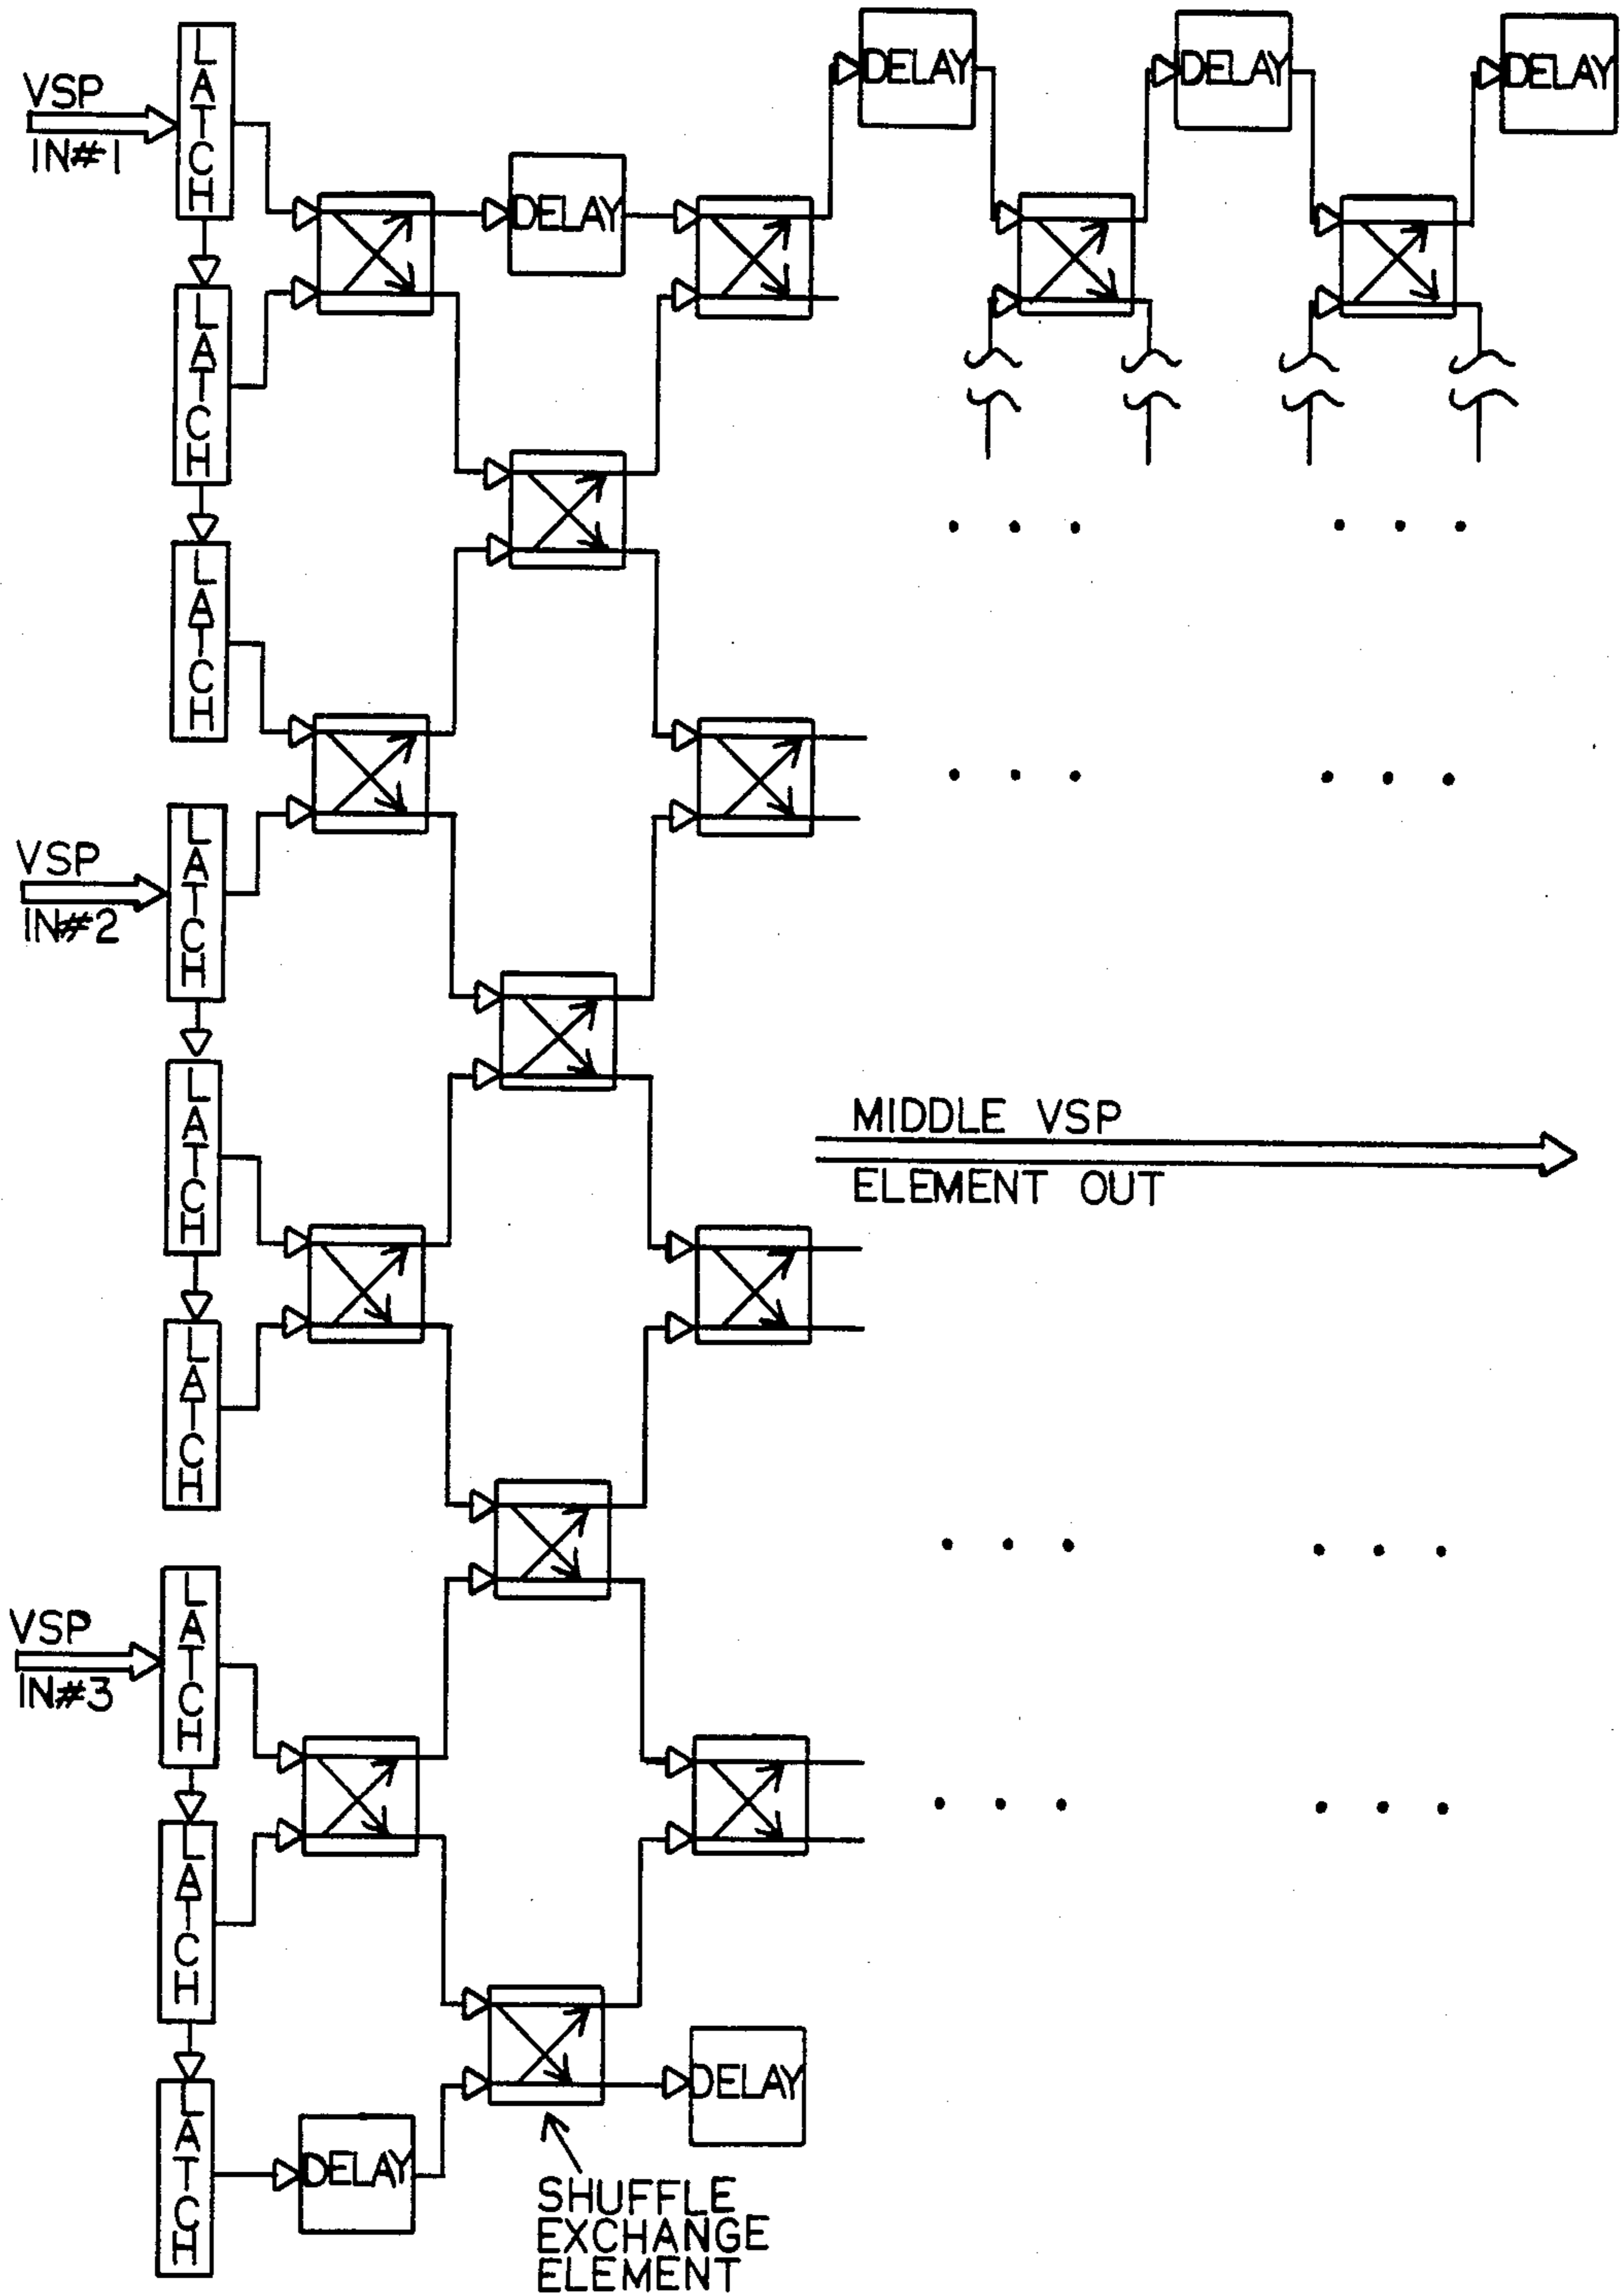 VSP
IN#1
LATCH
LATCH
LATCH
DELAY
DELAY
DELAY
DELAY
VSP
IN#2
LATCH
LATCH
LATCH
MIDDLE VSP
ELEMENT OUT
VSP
IN#3
LATCH
LATCH
LATCH
DELAY
DELAY
SHUFFLE
EXCHANGE
ELEMENT